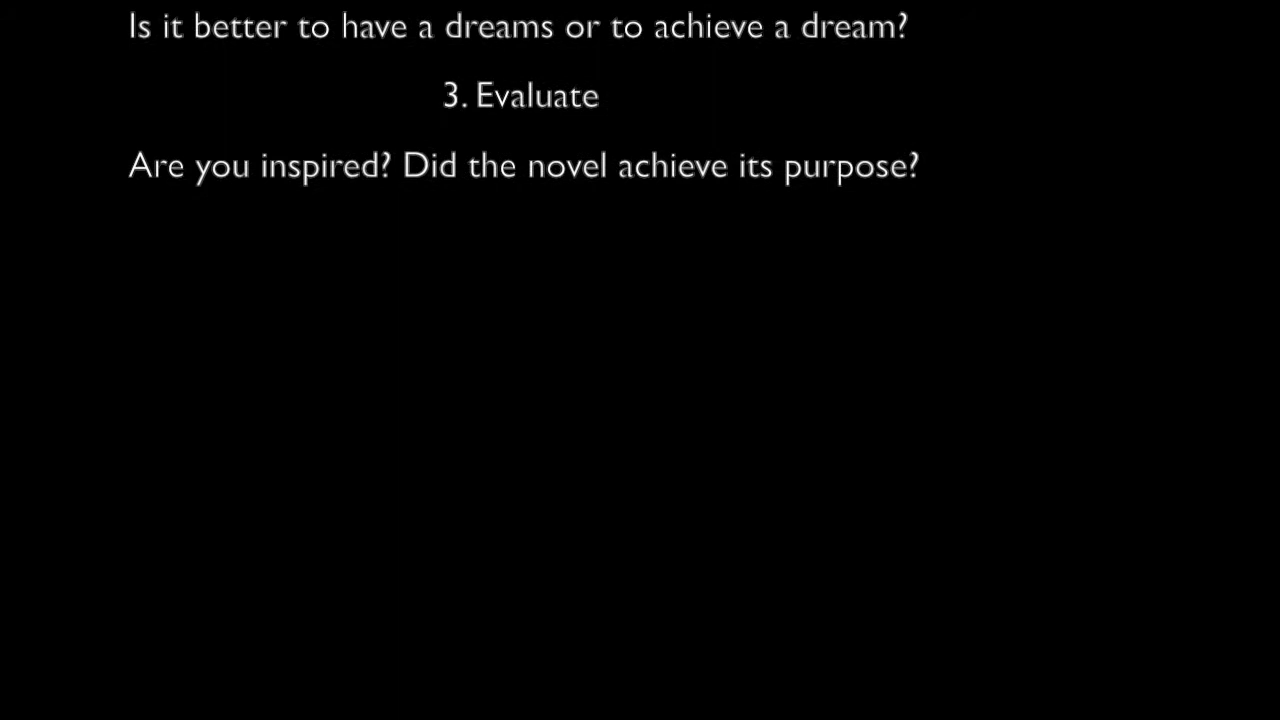 Is it better to have a dreams or to achieve a dream?
3. Evaluate
Are you inspired? Did the novel achieve its purpose?